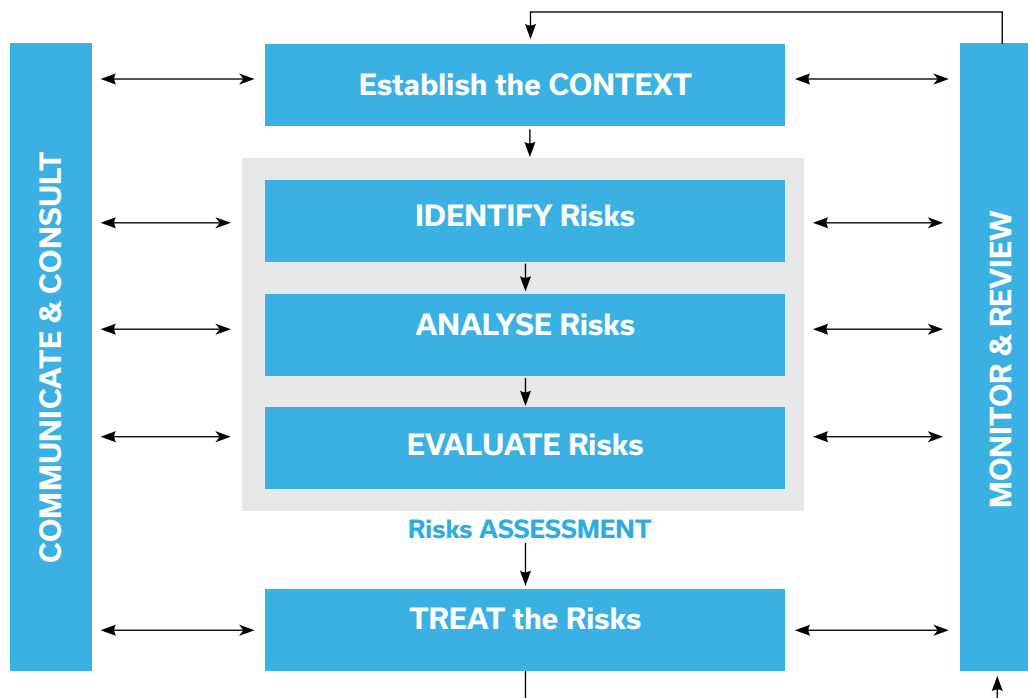 Establish the CONTEXT
COMMUNICATE & CONSULT
IDENTIFY Risks
ANALYSE Risks
EVALUATE Risks
Risks ASSESSMENT
TREAT the Risks
MONITOR & REVIEW